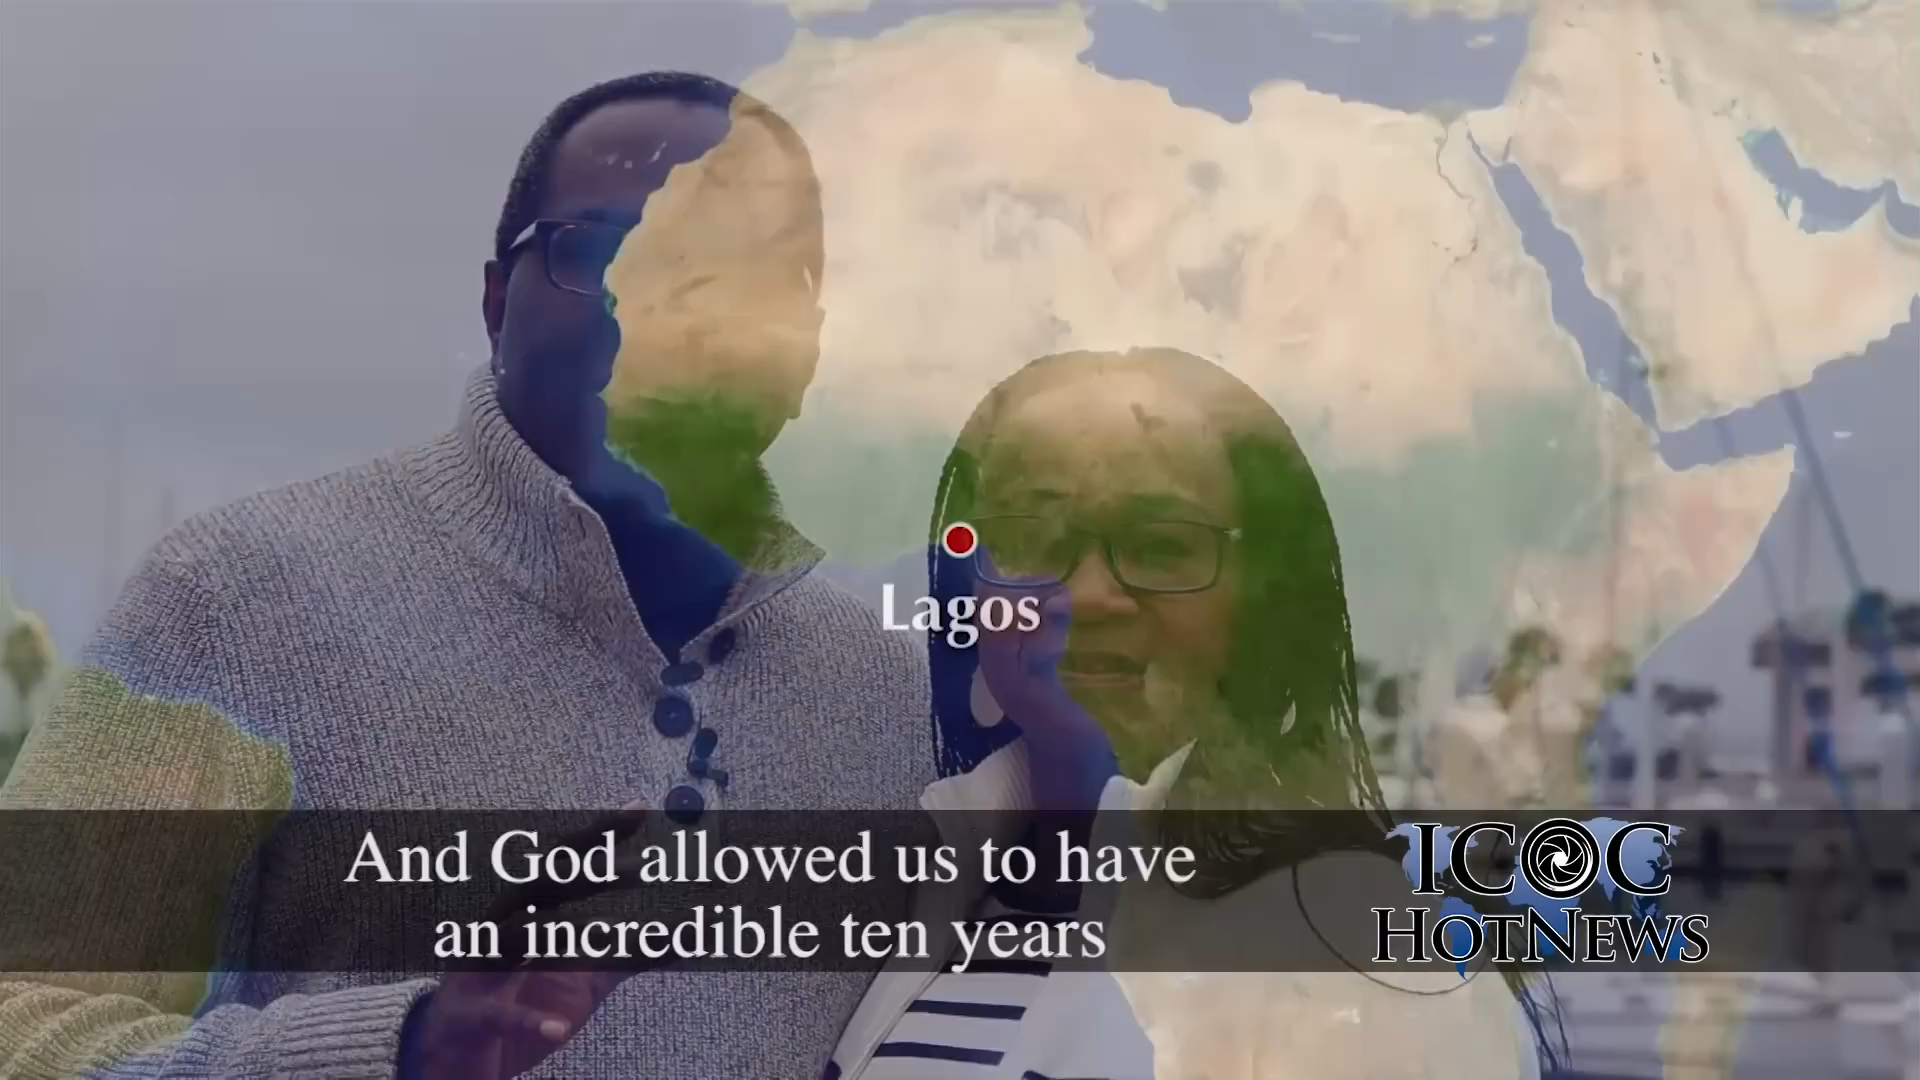 Lagos
And God allowed us to have
an incredible ten years
ICOC
HOTNEWS